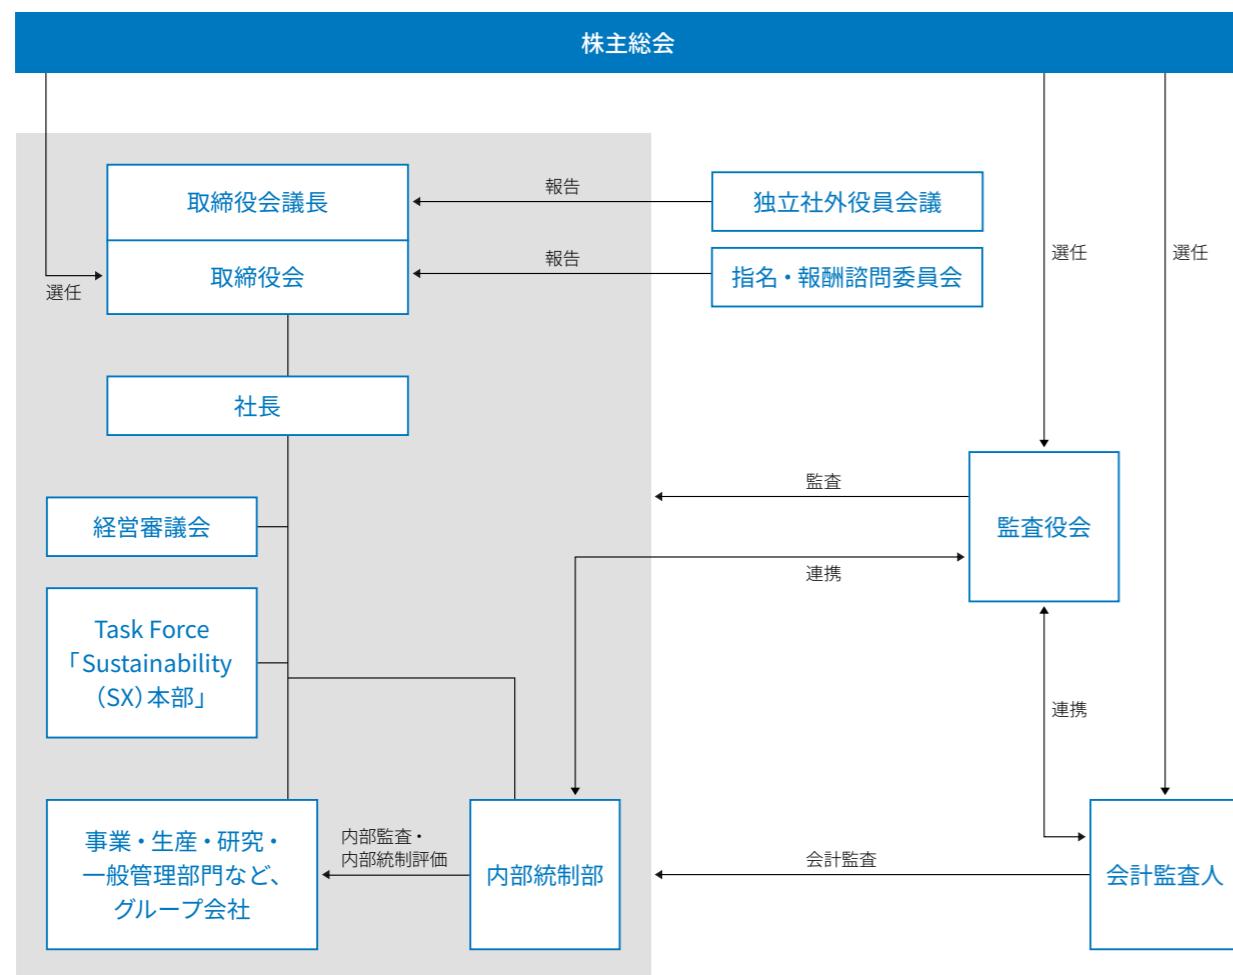 株主総会
取締役会議長
報告
独立社外役員会議
取締役会
報告
指名・報酬諮問委員会
選任
選任
選任
社長
経営審議会
監査
監査役会
連携
Task Force
「Sustainability
(SX)本部」
連携
事業・生産・研究・
一般管理部門など、
グループ会社
内部監査・
内部統制評価
内部統制部
会計監査
会計監査人